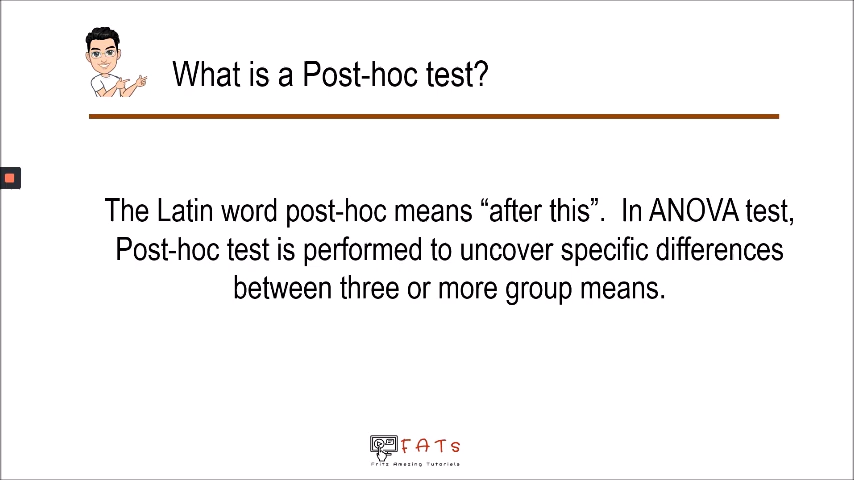 What is a Post-hoc test?
The Latin word post-hoc means “after this”.  In ANOVA test,
Post-hoc test is performed to uncover specific differences
between three or more group means.
FATs
Fritz Amazing Tutorials